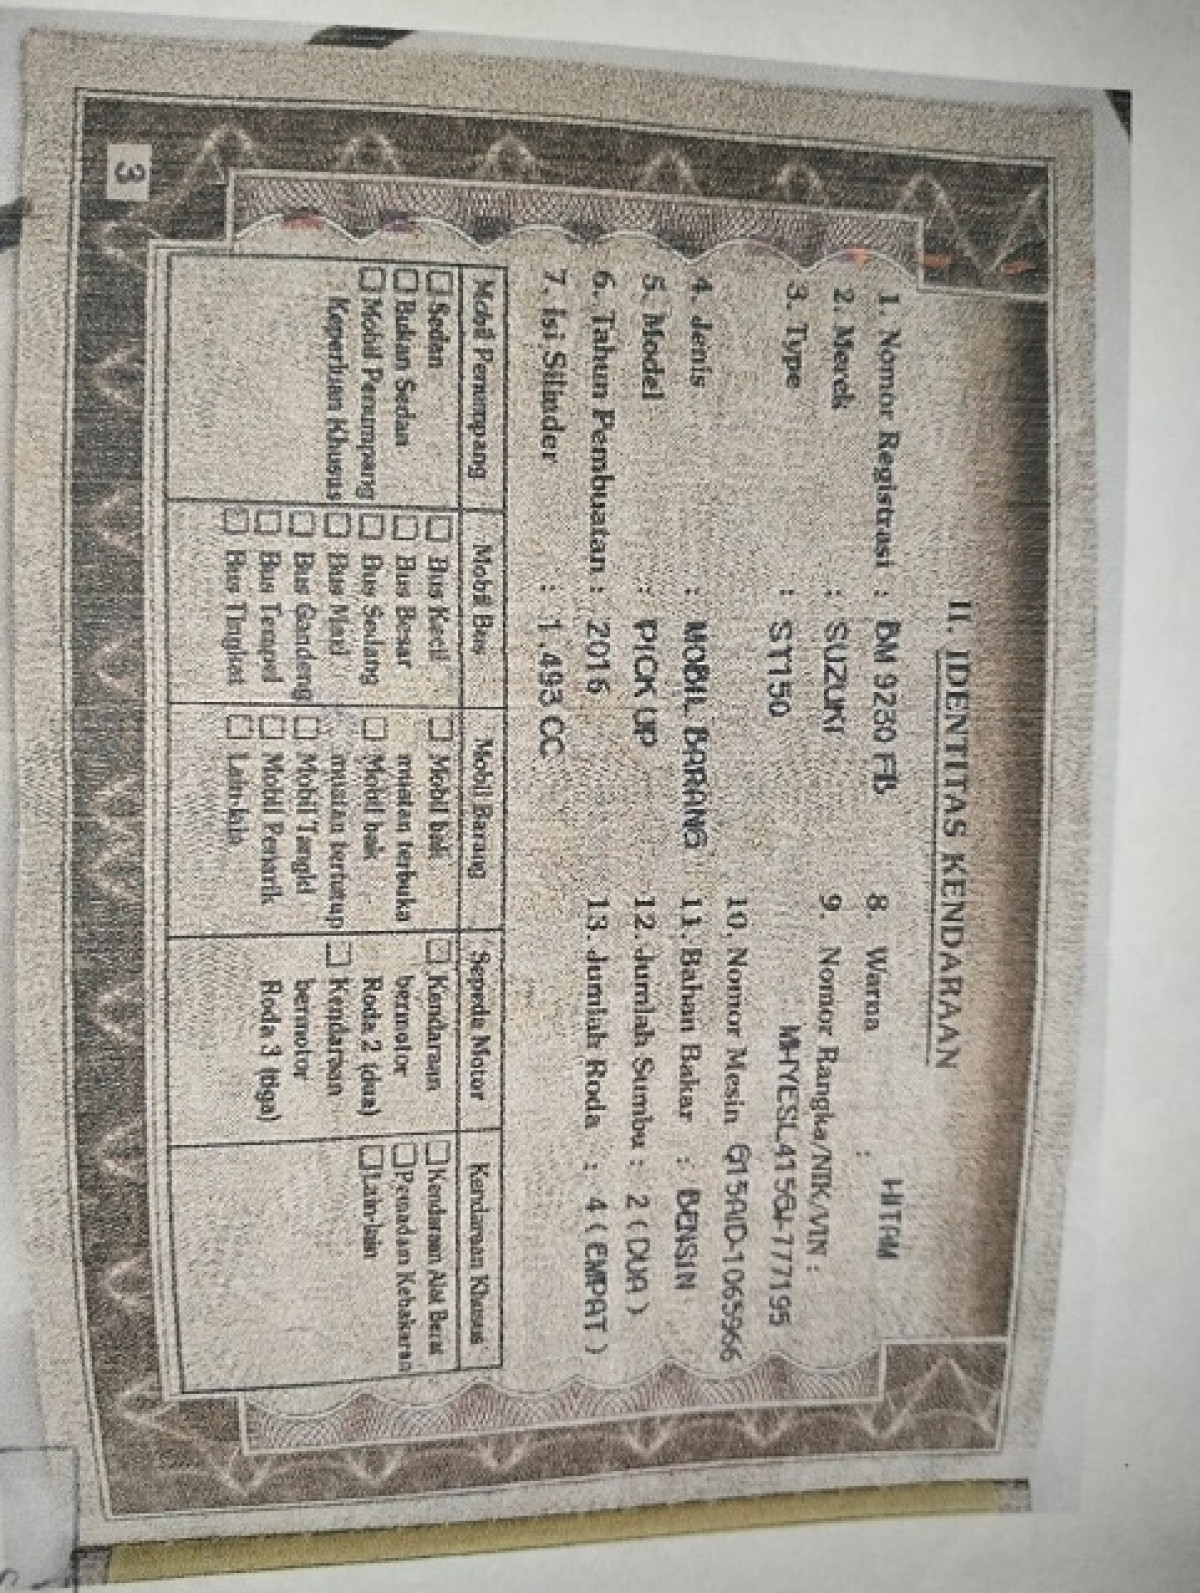 II. IDENTITAS KENDARAAN
1. Nomor Registrasi : BM 9230 FB
2. Merek : SUZUKI
3. Type : ST150
4. Jenis : MOBIL BARANG
5. Model : PICK UP
6. Tahun Pembuatan : 2016
7. Isi Silinder : 1.493 CC
8. Warna : HITAM
9. Nomor Rangka/NIK/VIN :
MHYESL415GJ-777195
10. Nomor Mesin G15AID-1065966
11. Bahan Bakar : BENSIN
12. Jumlah Sumbu : 2 ( DUA )
13. Jumlah Roda : 4 ( EMPAT )
Mobil Penumpang
Sedan
Bukan Sedan
Mobil Penumpang
Keperluan Khusus
Mobil Bus
Bus Kecil
Bus Besar
Bus Sedang
Bus Maxi
Bus Gandeng
Bus Tempel
Bus Tingkat
Mobil Barang
Mobil bak
muatan terbuka
Mobil bak
muatan tertutup
Mobil Tangki
Mobil Penarik
Lain-lain
Sepeda Motor
Kendaraan
bermotor
Roda 2 (dua)
Kendaraan
bermotor
Roda 3 (tiga)
Kendaraan Khusus
Kendaraan Alat Berat
Pemadam Kebakaran
Lain-lain
3